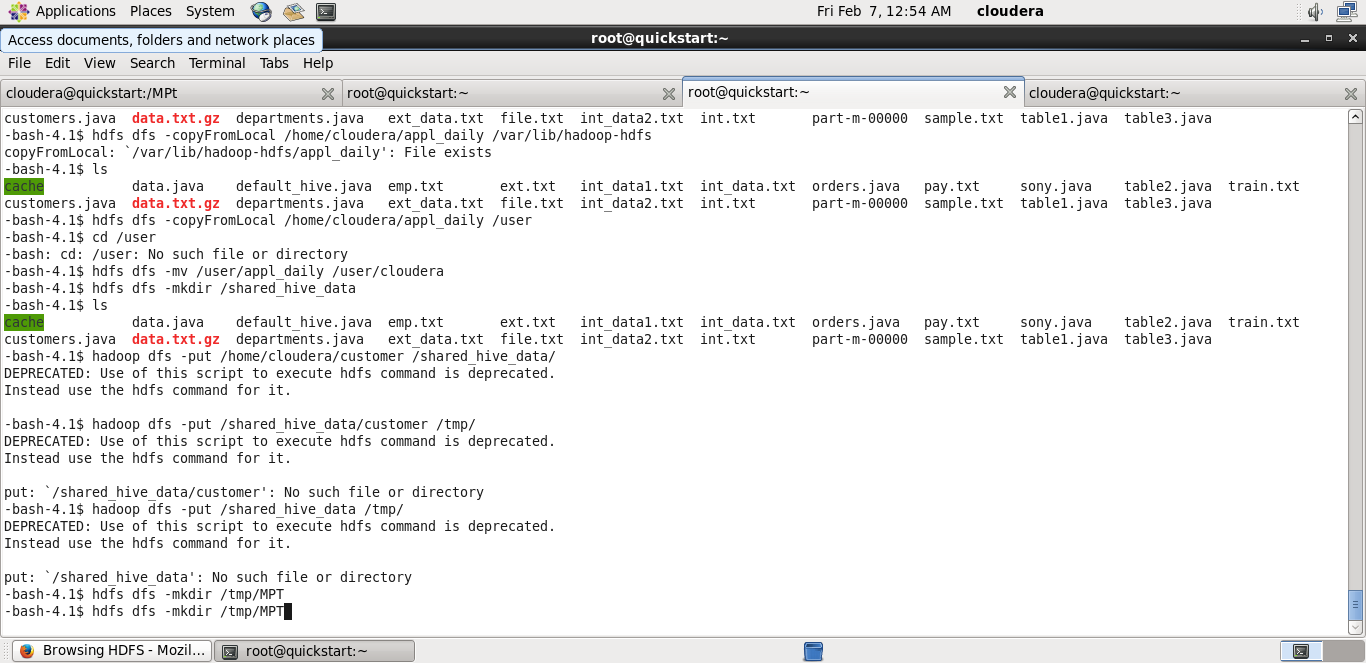 Applications Places System Fri Feb 7, 12:54 AM cloudera
Access documents, folders and network places root@quickstart:~
File Edit View Search Terminal Tabs Help
cloudera@quickstart:/MPt root@quickstart:~ root@quickstart:~ cloudera@quickstart:~
customers.java data.txt.gz departments.java ext_data.txt file.txt int_data2.txt int.txt part-m-00000 sample.txt table1.java table3.java
-bash-4.1$ hdfs dfs -copyFromLocal /home/cloudera/appl_daily /var/lib/hadoop-hdfs
copyFromLocal: `/var/lib/hadoop-hdfs/appl_daily': File exists
-bash-4.1$ ls
cache data.java default_hive.java emp.txt ext.txt int_data1.txt int_data.txt orders.java pay.txt sony.java table2.java train.txt
customers.java data.txt.gz departments.java ext_data.txt file.txt int_data2.txt int.txt part-m-00000 sample.txt table1.java table3.java
-bash-4.1$ hdfs dfs -copyFromLocal /home/cloudera/appl_daily /user
-bash-4.1$ cd /user
-bash: cd: /user: No such file or directory
-bash-4.1$ hdfs dfs -mv /user/appl_daily /user/cloudera
-bash-4.1$ hdfs dfs -mkdir /shared_hive_data
-bash-4.1$ ls
cache data.java default_hive.java emp.txt ext.txt int_data1.txt int_data.txt orders.java pay.txt sony.java table2.java train.txt
customers.java data.txt.gz departments.java ext_data.txt file.txt int_data2.txt int.txt part-m-00000 sample.txt table1.java table3.java
-bash-4.1$ hadoop dfs -put /home/cloudera/customer /shared_hive_data/
DEPRECATED: Use of this script to execute hdfs command is deprecated.
Instead use the hdfs command for it.
-bash-4.1$ hadoop dfs -put /shared_hive_data/customer /tmp/
DEPRECATED: Use of this script to execute hdfs command is deprecated.
Instead use the hdfs command for it.
put: `/shared_hive_data/customer': No such file or directory
-bash-4.1$ hadoop dfs -put /shared_hive_data /tmp/
DEPRECATED: Use of this script to execute hdfs command is deprecated.
Instead use the hdfs command for it.
put: `/shared_hive_data': No such file or directory
-bash-4.1$ hdfs dfs -mkdir /tmp/MPT
-bash-4.1$ hdfs dfs -mkdir /tmp/MPT
Browsing HDFS - Mozil... root@quickstart:~